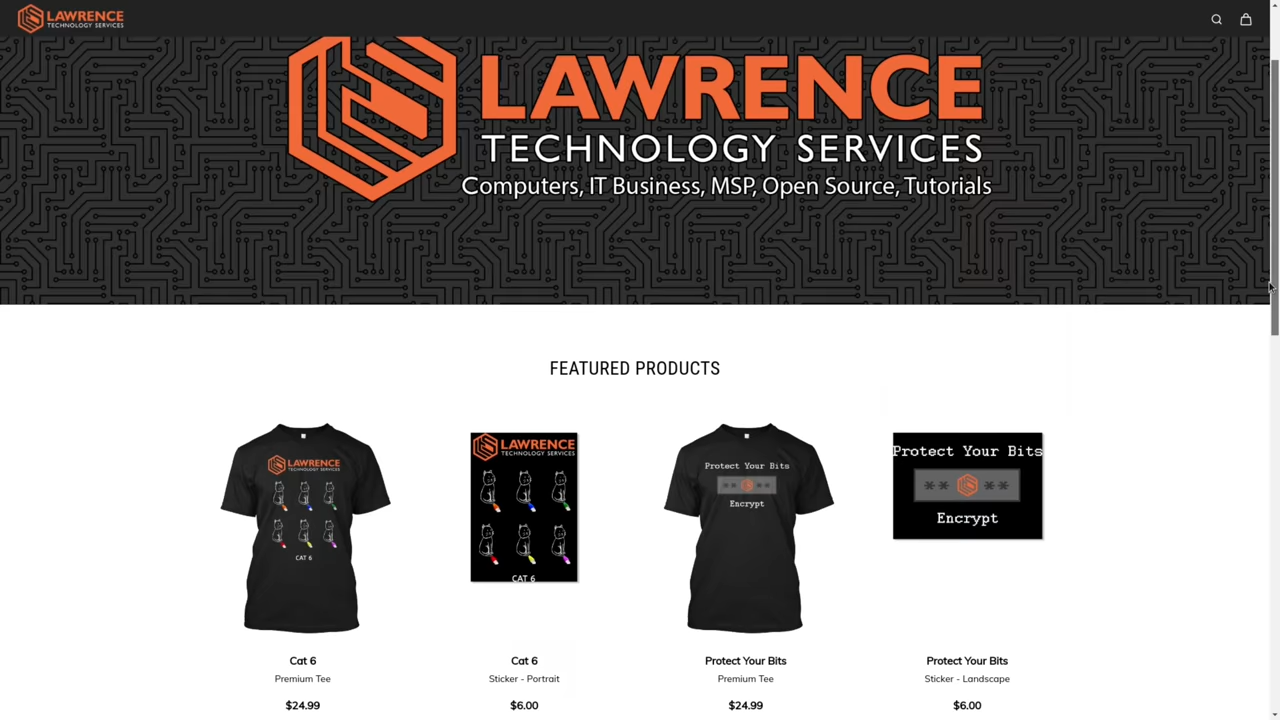 LAWRENCE
TECHNOLOGY SERVICES
LAWRENCE
TECHNOLOGY SERVICES
Computers, IT Business, MSP, Open Source, Tutorials
FEATURED PRODUCTS
LAWRENCE
TECHNOLOGY SERVICES
CAT 6
LAWRENCE
TECHNOLOGY SERVICES
CAT 6
Protect Your Bits
**
**
Encrypt
Protect Your Bits
**
**
Encrypt
Cat 6
Premium Tee
$24.99
Cat 6
Sticker - Portrait
$6.00
Protect Your Bits
Premium Tee
$24.99
Protect Your Bits
Sticker - Landscape
$6.00